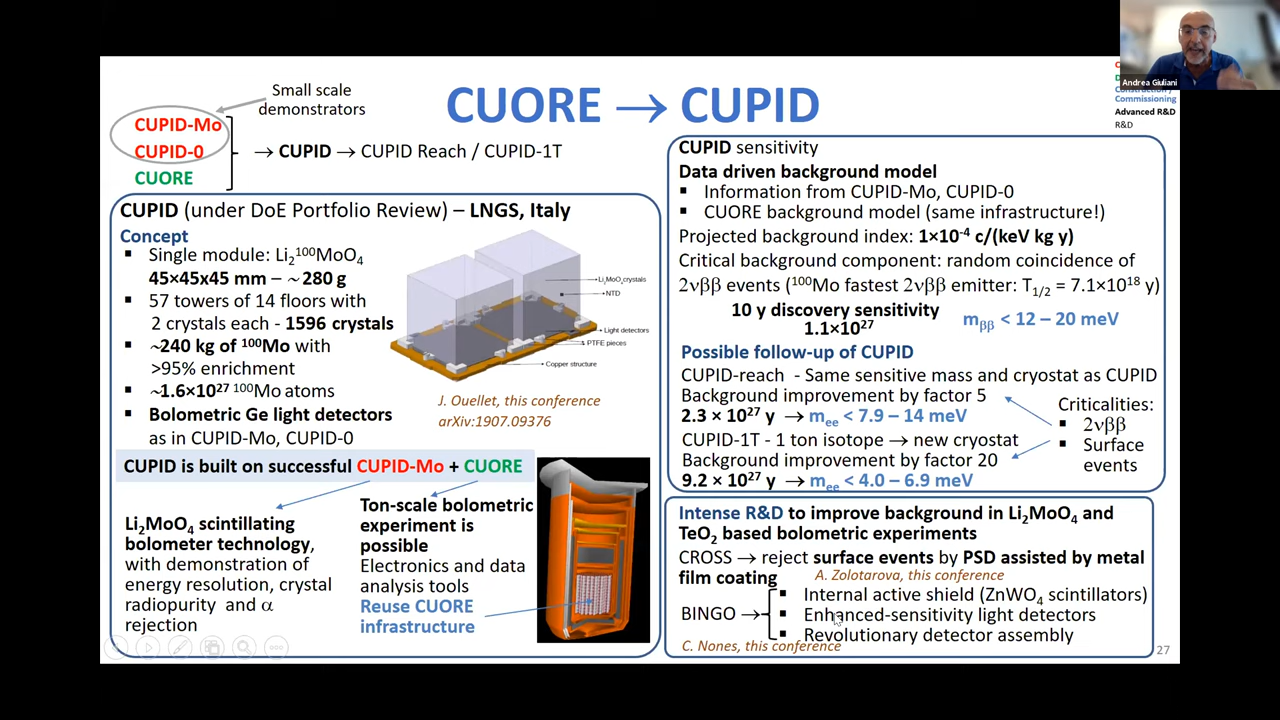 Small scale
demonstrators
CUORE → CUPID
CUPID-Mo
CUPID-0
CUORE
→ CUPID → CUPID Reach / CUPID-1T
Andrea Giuliani
Commissioning
Advanced R&D
R&D
CUPID (under DoE Portfolio Review) – LNGS, Italy
Concept
▪ Single module: Li₂¹⁰⁰MoO₄
45×45x45 mm – ~280 g
▪ 57 towers of 14 floors with
2 crystals each - 1596 crystals
▪ ~240 kg of ¹⁰⁰Mo with
>95% enrichment
▪ ~1.6×10²⁷ ¹⁰⁰Mo atoms
▪ Bolometric Ge light detectors
as in CUPID-Mo, CUPID-0
Li₂MoO₄ crystals
NTD
Light detectors
PTFE pieces
Copper structure
J. Ouellet, this conference
arXiv:1907.09376
CUPID is built on successful CUPID-Mo + CUORE
Li₂MoO₄ scintillating
bolometer technology,
with demonstration of
energy resolution, crystal
radiopurity and α
rejection
Ton-scale bolometric
experiment is
possible
Electronics and data
analysis tools
Reuse CUORE
infrastructure
CUPID sensitivity
Data driven background model
▪ Information from CUPID-Mo, CUPID-0
▪ CUORE background model (same infrastructure!)
Projected background index: 1×10⁻⁴ c/(keV kg y)
Critical background component: random coincidence of
2νββ events (¹⁰⁰Mo fastest 2νββ emitter: T₁/₂ = 7.1×10¹⁸ y)
10 y discovery sensitivity
1.1×10²⁷
mββ < 12 – 20 meV
Possible follow-up of CUPID
CUPID-reach - Same sensitive mass and cryostat as CUPID
Background improvement by factor 5
2.3 × 10²⁷ y → mₑₑ < 7.9 – 14 meV
CUPID-1T - 1 ton isotope → new cryostat
Background improvement by factor 20
9.2 × 10²⁷ y → mₑₑ < 4.0 – 6.9 meV
Criticalities:
▪ 2νββ
▪ Surface
events
Intense R&D to improve background in Li₂MoO₄ and
TeO₂ based bolometric experiments
CROSS → reject surface events by PSD assisted by metal
film coating
A. Zolotarova, this conference
BINGO →
▪ Internal active shield (ZnWO₄ scintillators)
▪ Enhanced-sensitivity light detectors
▪ Revolutionary detector assembly
C. Nones, this conference
27